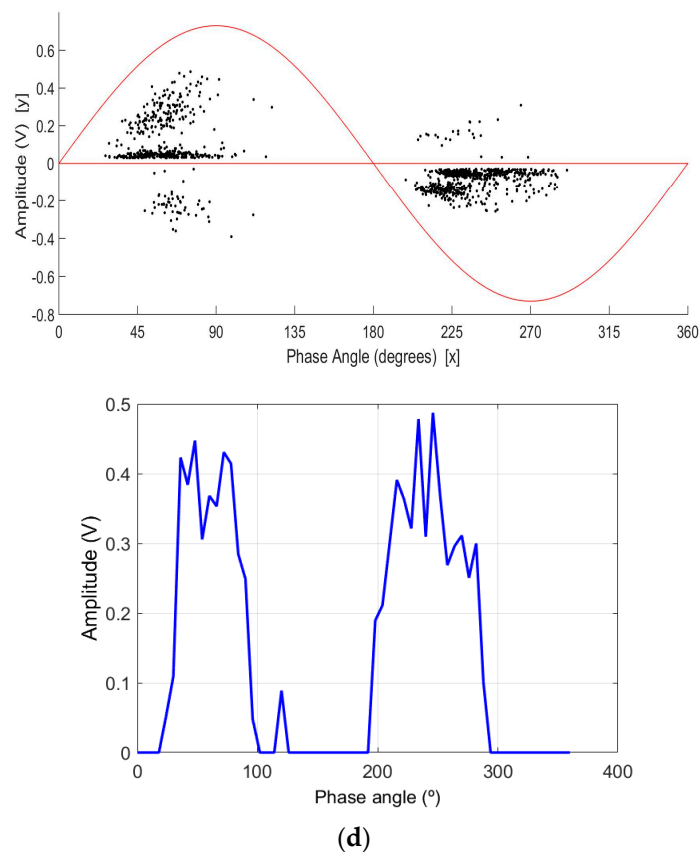 Amplitude (V) [y]
0.6
0.4
0.2
0
-0.2
-0.4
-0.6
-0.8
0 45 90 135 180 225 270 315 360
Phase Angle (degrees) [x]
Amplitude (V)
0.5
0.4
0.3
0.2
0.1
0
0 100 200 300 400
Phase angle (º)
(d)